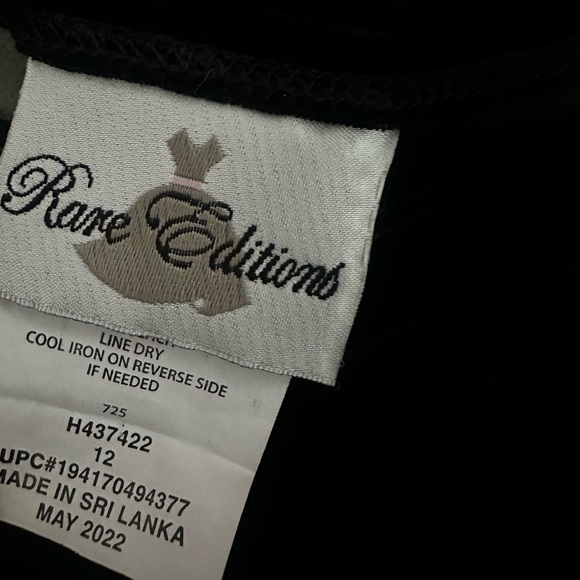 Rare Editions
LINE DRY
COOL IRON ON REVERSE SIDE
IF NEEDED
725
H437422
12
UPC#194170494377
MADE IN SRI LANKA
MAY 2022